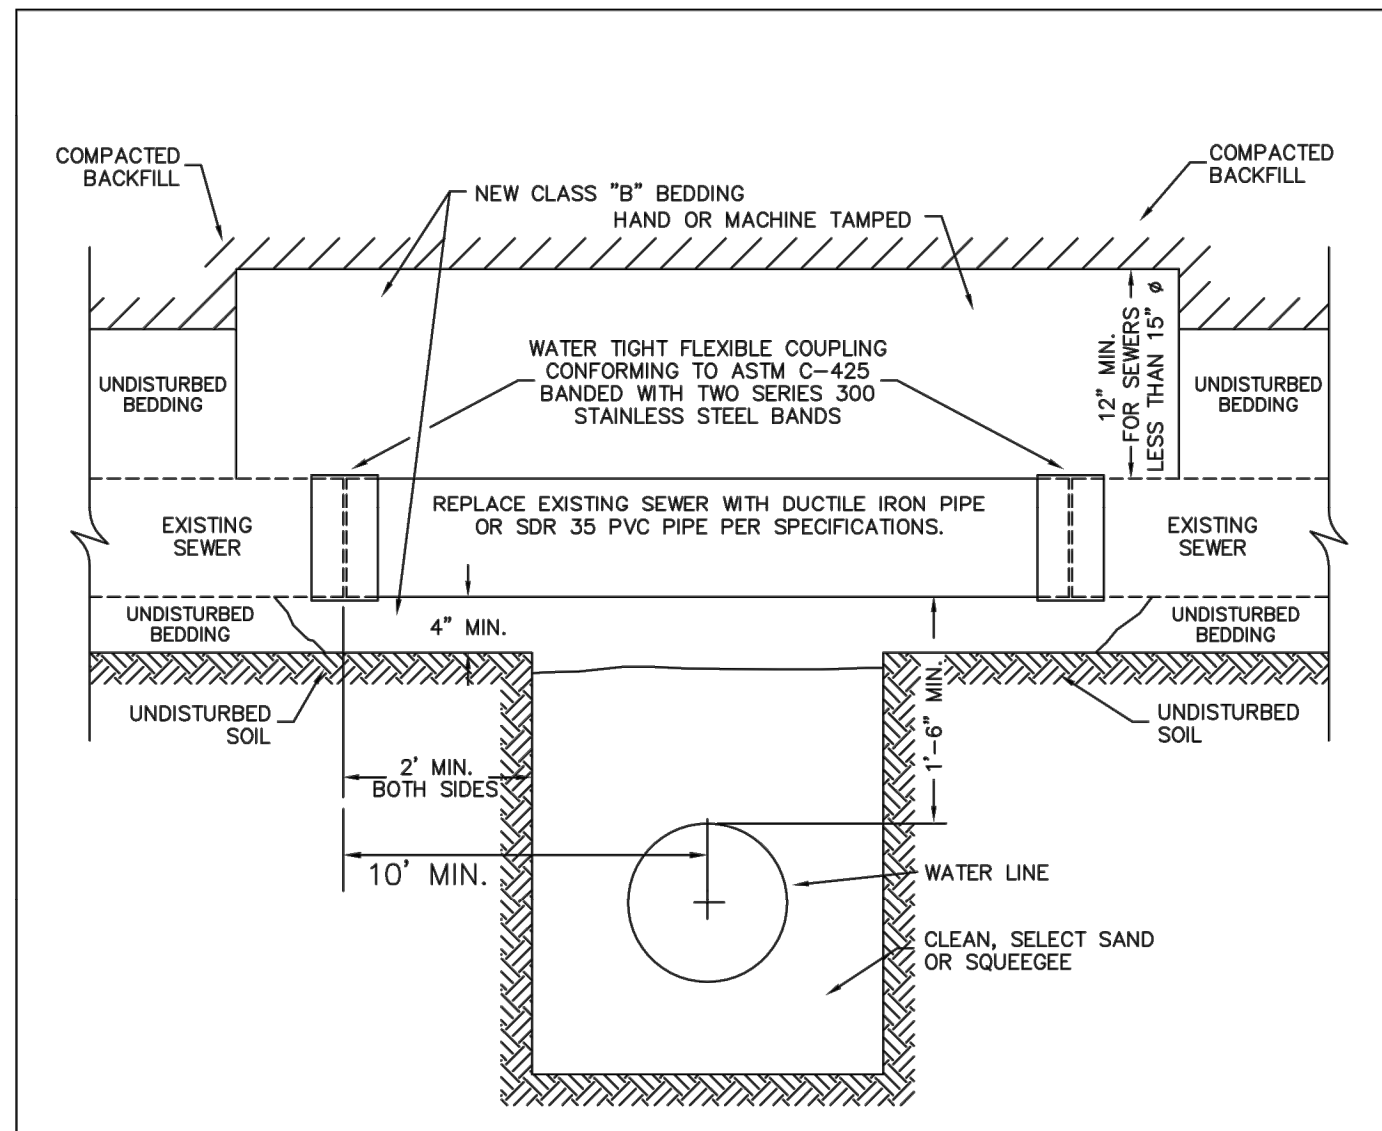 COMPACTED
BACKFILL
COMPACTED
BACKFILL
NEW CLASS "B" BEDDING
HAND OR MACHINE TAMPED
12" MIN.
FOR SEWERS
LESS THAN 15" ø
WATER TIGHT FLEXIBLE COUPLING
CONFORMING TO ASTM C-425
BANDED WITH TWO SERIES 300
STAINLESS STEEL BANDS
UNDISTURBED
BEDDING
UNDISTURBED
BEDDING
EXISTING
SEWER
REPLACE EXISTING SEWER WITH DUCTILE IRON PIPE
OR SDR 35 PVC PIPE PER SPECIFICATIONS.
EXISTING
SEWER
UNDISTURBED
BEDDING
4" MIN.
UNDISTURBED
BEDDING
UNDISTURBED
SOIL
1'-6" MIN.
UNDISTURBED
SOIL
2' MIN.
BOTH SIDES
10' MIN.
WATER LINE
CLEAN, SELECT SAND
OR SQUEEGEE